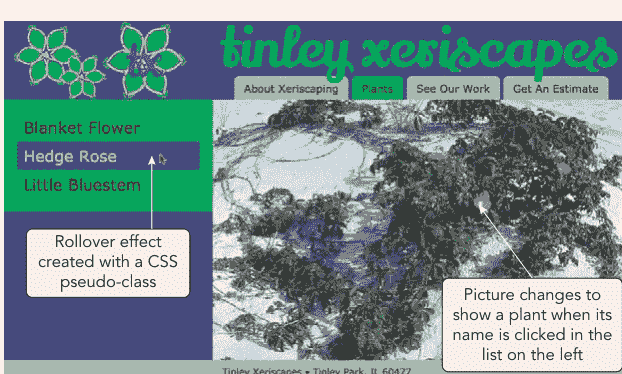 tinley xeriscapes
About Xeriscaping
Plants
See Our Work
Get An Estimate
Blanket Flower
Hedge Rose
Little Bluestem
Rollover effect
created with a CSS
pseudo-class
Picture changes to
show a plant when its
name is clicked in the
list on the left
Tinley Xeriscapes • Tinley Park, IL 60477